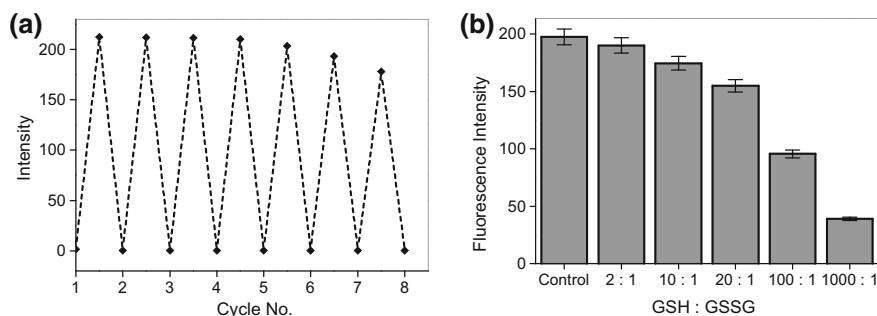 (a)
Intensity
200
150
100
50
0
1 2 3 4 5 6 7 8
Cycle No.
(b)
Fluorescence Intensity
200
150
100
50
0
Control 2 : 1 10 : 1 20 : 1 100 : 1 1000 : 1
GSH : GSSG